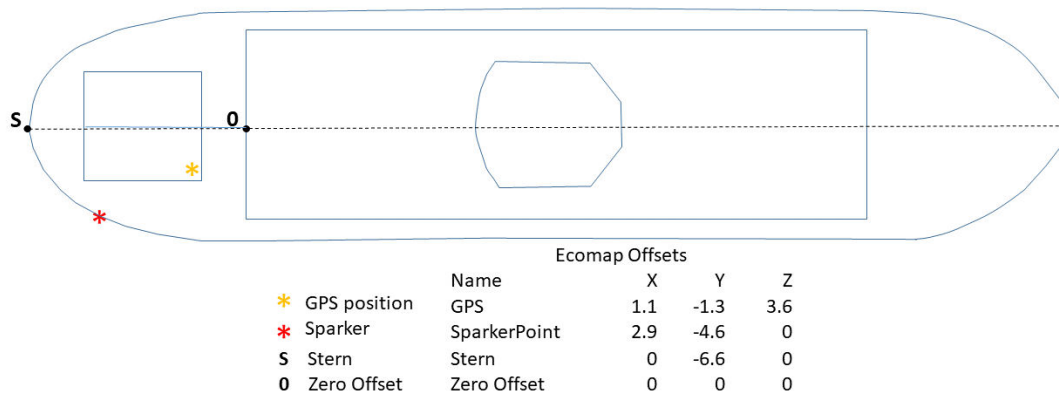 S
0
Ecomap Offsets
Name X Y Z
* GPS position GPS 1.1 -1.3 3.6
* Sparker SparkerPoint 2.9 -4.6 0
S Stern Stern 0 -6.6 0
0 Zero Offset Zero Offset 0 0 0